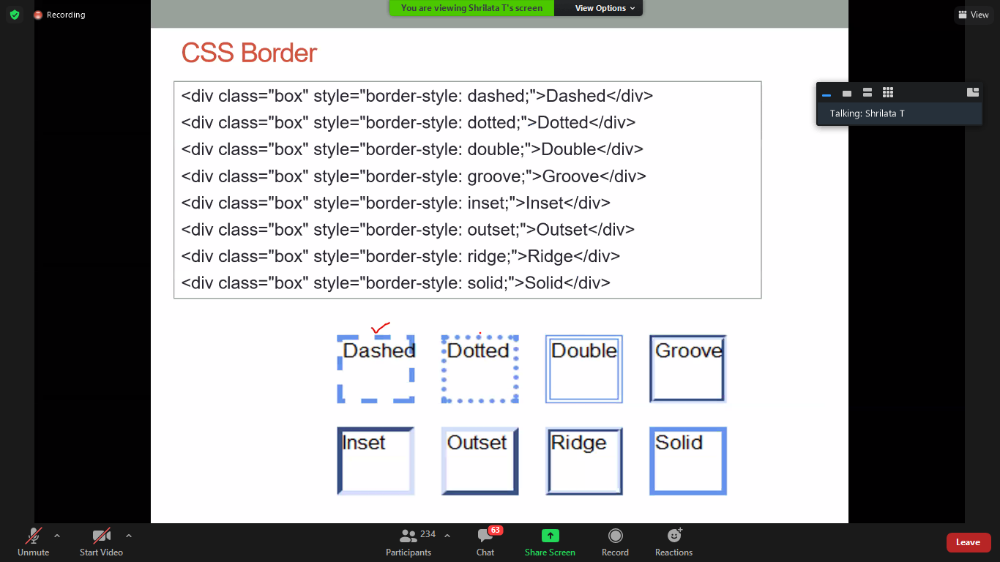 Recording
You are viewing Shrilata T's screen
View Options
View
CSS Border
<div class="box" style="border-style: dashed;">Dashed</div>
<div class="box" style="border-style: dotted;">Dotted</div>
<div class="box" style="border-style: double;">Double</div>
<div class="box" style="border-style: groove;">Groove</div>
<div class="box" style="border-style: inset;">Inset</div>
<div class="box" style="border-style: outset;">Outset</div>
<div class="box" style="border-style: ridge;">Ridge</div>
<div class="box" style="border-style: solid;">Solid</div>
Talking: Shrilata T
Dashed Dotted Double Groove
Inset Outset Ridge Solid
234 63
Unmute Start Video Participants Chat Share Screen Record Reactions Leave